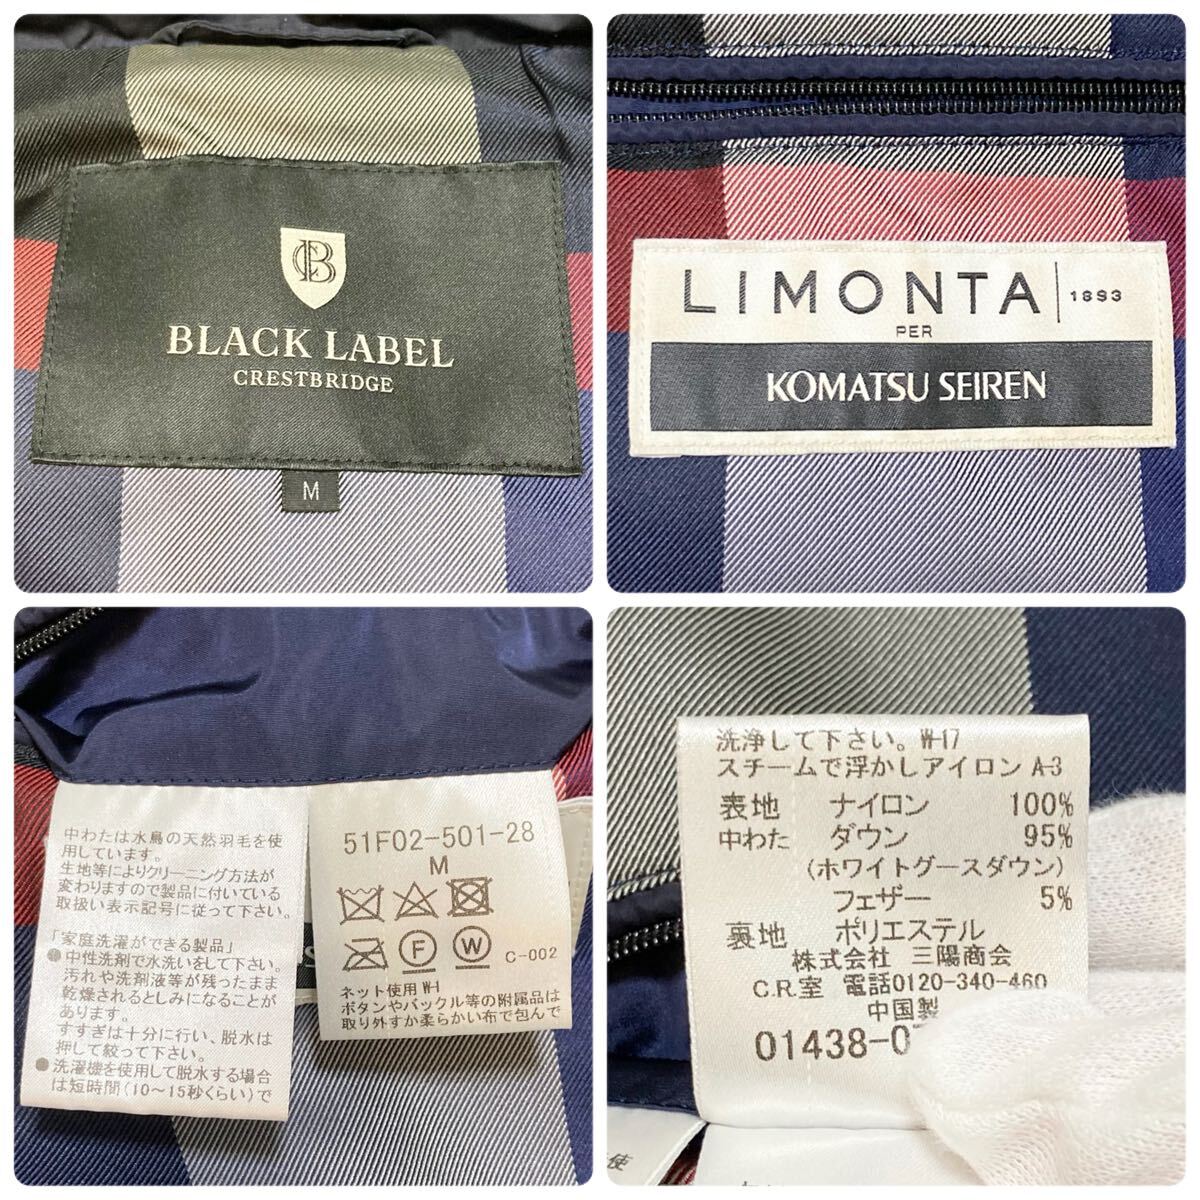 CB
BLACK LABEL
CRESTBRIDGE
M
LIMONTA 1893
PER
KOMATSU SEIREN
中わたは水鳥の天然羽毛を使
用しています。
生地等によりクリーニング方法が
変わりますので製品に付いている
取扱い表示記号に従って下さい。
「家庭洗濯ができる製品」
●中性洗剤で水洗いをして下さい。
汚れや洗剤液等が残ったまま
乾燥されるとしみになることが
あります。
すすぎは十分に行い、脱水は
押して絞って下さい。
●洗濯機を使用して脱水する場合
は短時間(10〜15秒くらい)で
51F02-501-28
M
F W
C-002
ネット使用 W-1
ボタンやバックル等の附属品は
取り外すか柔らかい布で包んで
洗浄して下さい。W-17
スチームで浮かしアイロン A-3
表地 ナイロン 100%
中わた ダウン 95%
(ホワイトグースダウン)
フェザー 5%
裏地 ポリエステル
株式会社 三陽商会
C.R.室 電話0120-340-460
中国製
01438-0
使